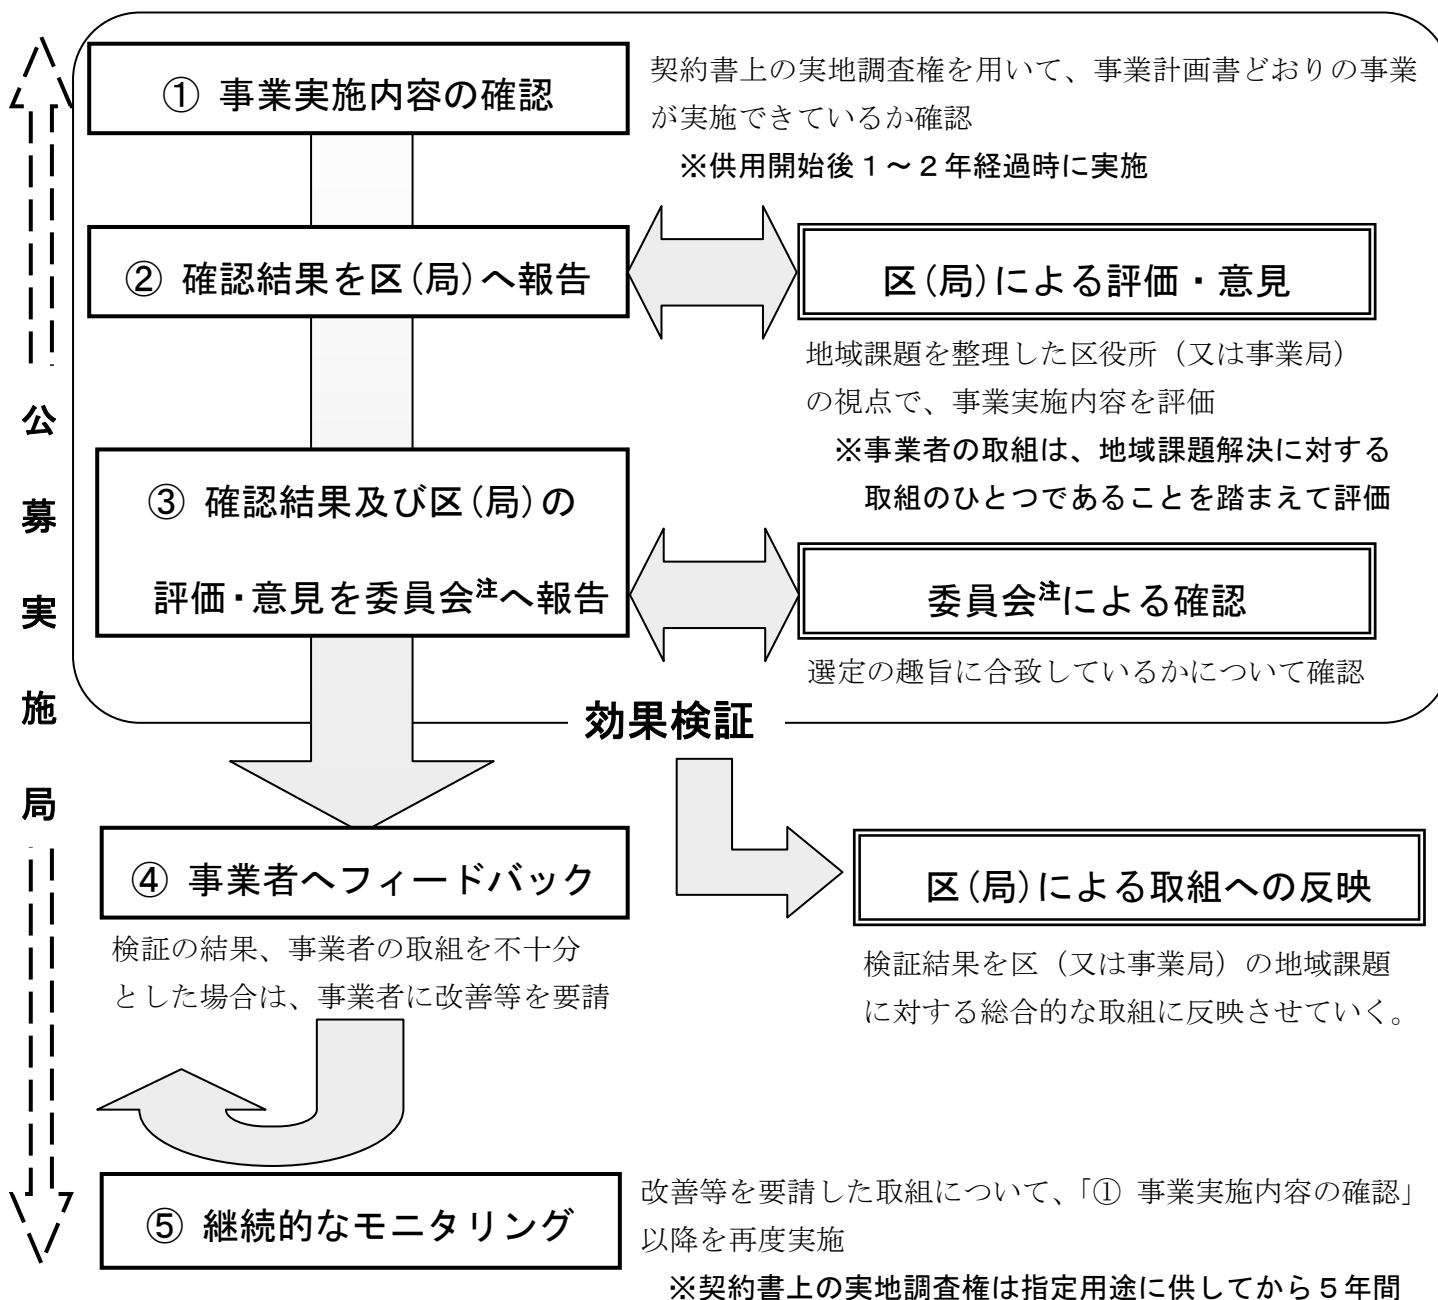 ① 事業実施内容の確認
契約書上の実地調査権を用いて、事業計画書どおりの事業
が実施できているか確認
※供用開始後1~2年経過時に実施
② 確認結果を区(局)へ報告
区(局)による評価・意見
地域課題を整理した区役所(又は事業局)
の視点で、事業実施内容を評価
※事業者の取組は、地域課題解決に対する
取組のひとつであることを踏まえて評価
③ 確認結果及び区(局)の
評価・意見を委員会注へ報告
委員会注による確認
選定の趣旨に合致しているかについて確認
効果検証
公募実施局
④ 事業者へフィードバック
検証の結果、事業者の取組を不十分
とした場合は、事業者に改善等を要請
区(局)による取組への反映
検証結果を区(又は事業局)の地域課題
に対する総合的な取組に反映させていく。
⑤ 継続的なモニタリング
改善等を要請した取組について、「① 事業実施内容の確認」
以降を再度実施
※契約書上の実地調査権は指定用途に供してから5年間